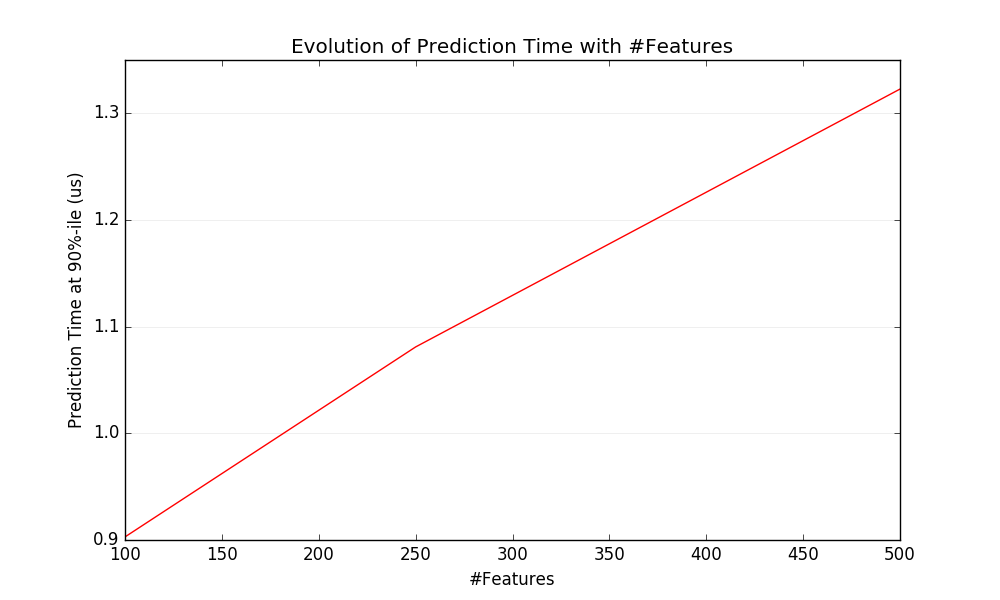 Evolution of Prediction Time with #Features
Prediction Time at 90%-ile (us)
1.3
1.2
1.1
1.0
0.9
100 150 200 250 300 350 400 450 500
#Features